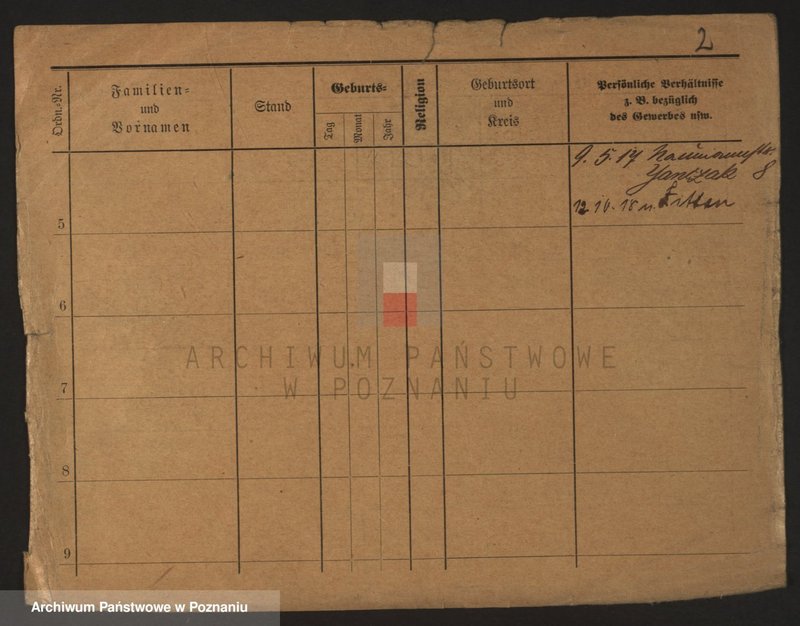 2
Ordn.-Nr.
Familien-
und
Vornamen
Stand
Geburts-
Tag
Monat
Jahr
Religion
Geburtsort
und
Kreis
Persönliche Verhältnisse
z. B. bezüglich
des Gewerbes usw.
9. 5. 17
8
5
12.10.18 n.
6
ARCHIWUM PAŃSTWOWE
W POZNANIU
7
8
9
Archiwum Państwowe w Poznaniu